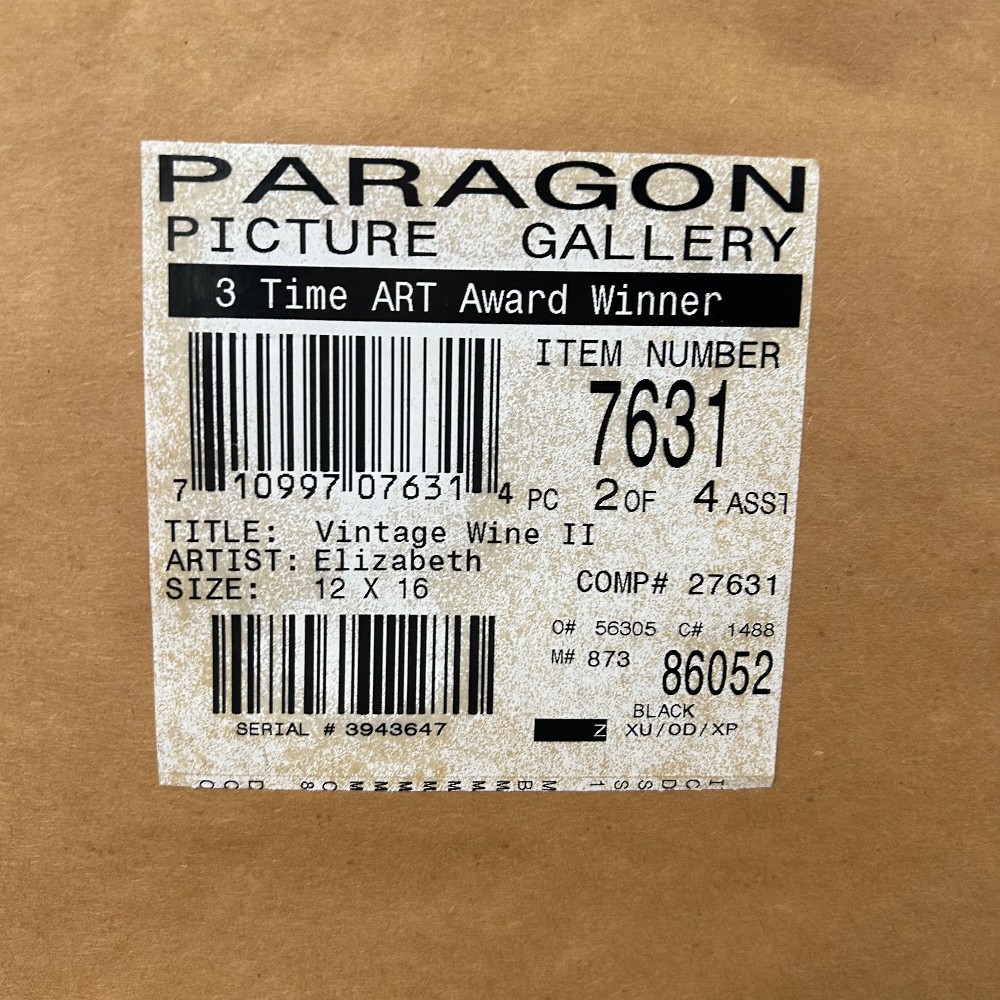 PARAGON
PICTURE GALLERY
3 Time ART Award Winner
ITEM NUMBER
7631
7 10997 07631 4
PC 2 OF 4 ASST
TITLE: Vintage Wine II
ARTIST: Elizabeth
SIZE: 12 X 16
COMP# 27631
O# 56305 C# 1488
M# 873 86052
SERIAL # 3943647
BLACK
Z XU/OD/XP